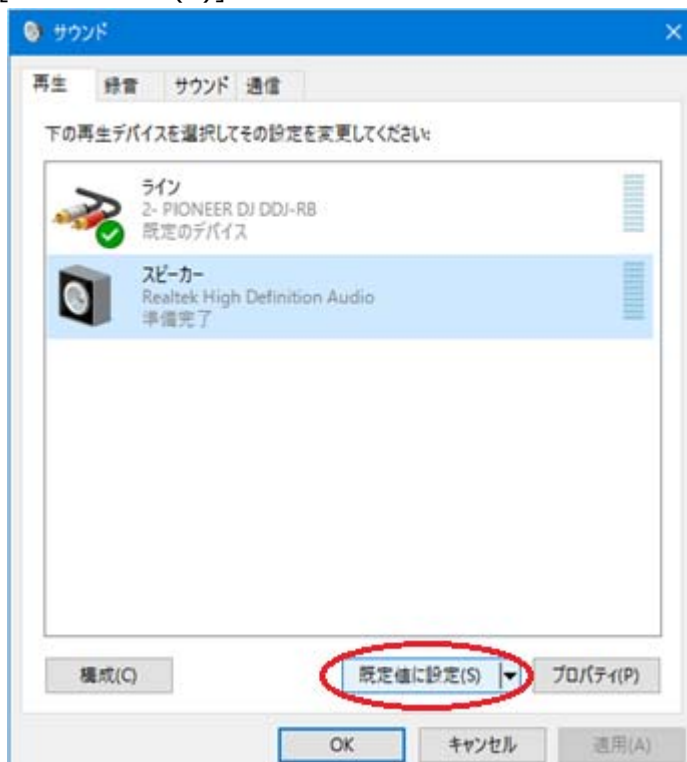 サウンド
再生 録音 サウンド 通信
下の再生デバイスを選択してその設定を変更してください:
ライン
2- PIONEER DJ DDJ-RB
既定のデバイス
スピーカー
Realtek High Definition Audio
準備完了
構成(C) 既定値に設定(S) プロパティ(P)
OK キャンセル 適用(A)